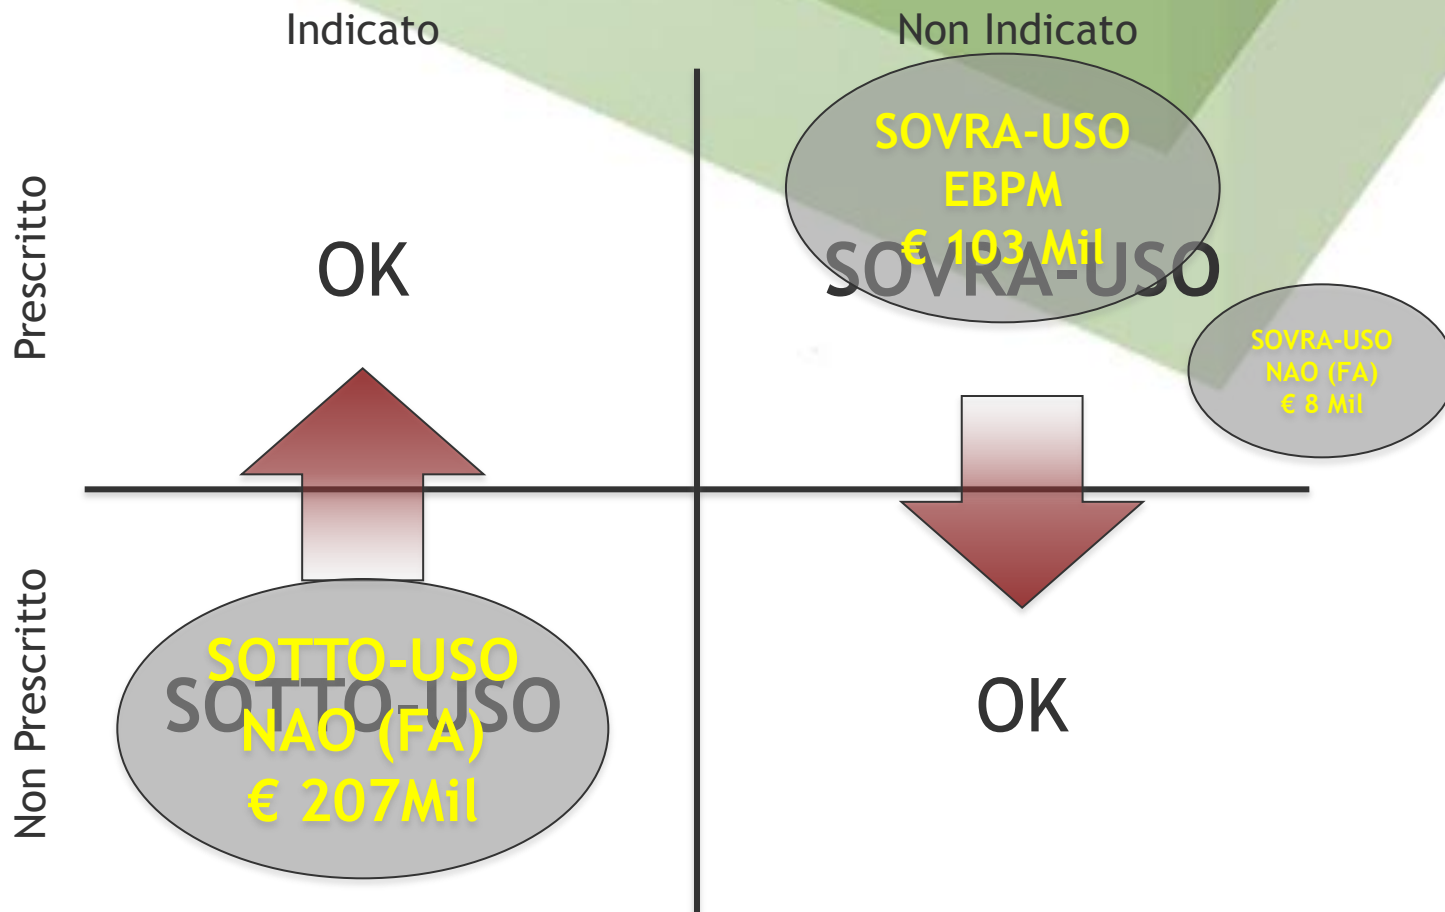 Indicato
Non Indicato
Prescritto
OK
SOVRA-USO
SOVRA-USO
EBPM
€ 103 Mil
SOVRA-USO
NAO (FA)
€ 8 Mil
Non Prescritto
SOTTO-USO
SOTTO-USO
NAO (FA)
€ 207Mil
OK